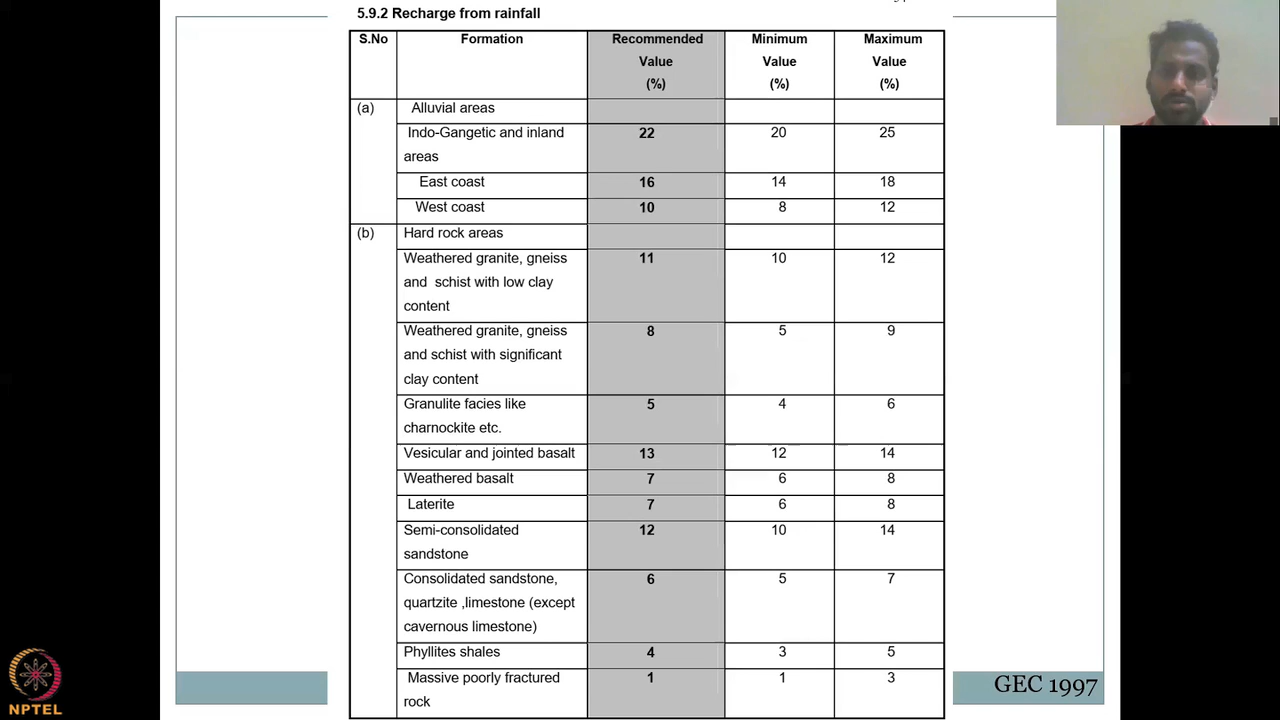 5.9.2 Recharge from rainfall
S.No Formation Recommended Minimum Maximum
Value Value Value
(%) (%) (%)
(a) Alluvial areas
Indo-Gangetic and inland 22 20 25
areas
East coast 16 14 18
West coast 10 8 12
(b) Hard rock areas
Weathered granite, gneiss 11 10 12
and schist with low clay
content
Weathered granite, gneiss 8 5 9
and schist with significant
clay content
Granulite facies like 5 4 6
charnockite etc.
Vesicular and jointed basalt 13 12 14
Weathered basalt 7 6 8
Laterite 7 6 8
Semi-consolidated 12 10 14
sandstone
Consolidated sandstone, 6 5 7
quartzite ,limestone (except
cavernous limestone)
Phyllites shales 4 3 5
Massive poorly fractured 1 1 3
rock
GEC 1997
NPTEL